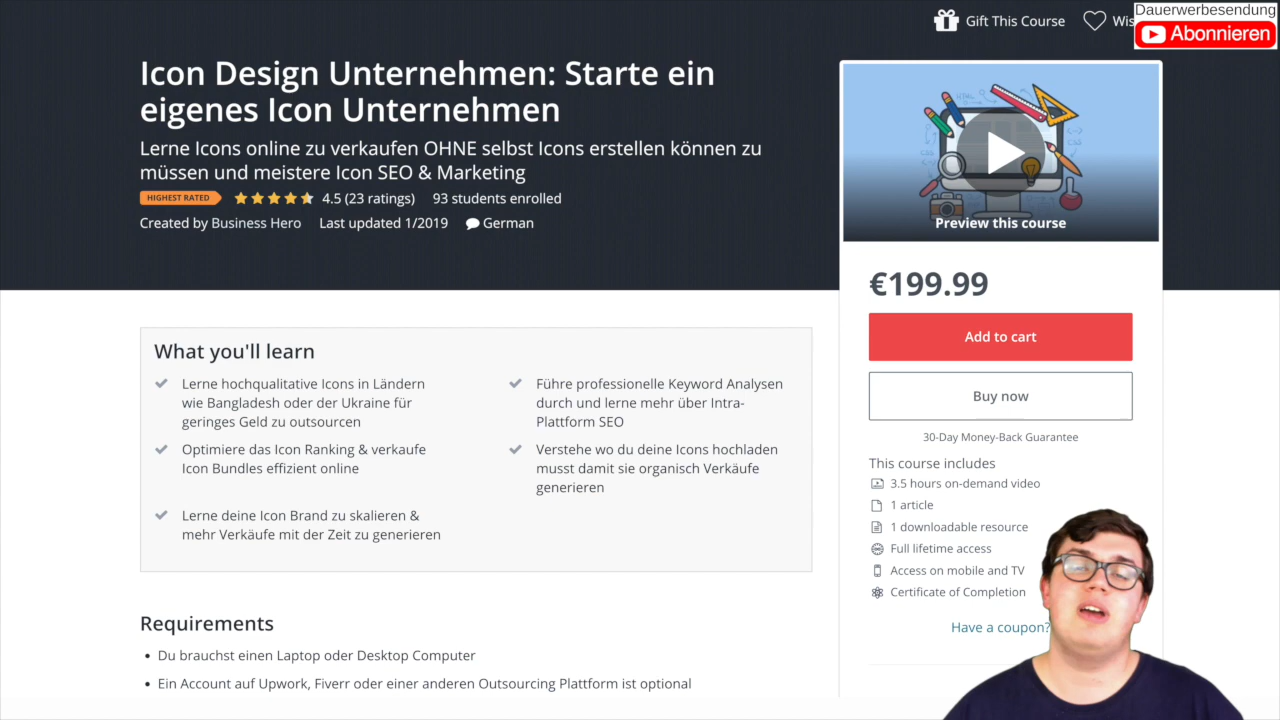 Gift This Course
Wis
Dauerwerbesendung
Abonnieren
Icon Design Unternehmen: Starte ein
eigenes Icon Unternehmen
Lerne Icons online zu verkaufen OHNE selbst Icons erstellen können zu
müssen und meistere Icon SEO & Marketing
HIGHEST RATED 4.5 (23 ratings) 93 students enrolled
Created by Business Hero Last updated 1/2019 German
Preview this course
€199.99
Add to cart
Buy now
30-Day Money-Back Guarantee
This course includes
3.5 hours on-demand video
1 article
1 downloadable resource
Full lifetime access
Access on mobile and TV
Certificate of Completion
Have a coupon?
What you'll learn
Lerne hochqualitative Icons in Ländern
wie Bangladesh oder der Ukraine für
geringes Geld zu outsourcen
Führe professionelle Keyword Analysen
durch und lerne mehr über Intra-
Plattform SEO
Optimiere das Icon Ranking & verkaufe
Icon Bundles effizient online
Verstehe wo du deine Icons hochladen
musst damit sie organisch Verkäufe
generieren
Lerne deine Icon Brand zu skalieren &
mehr Verkäufe mit der Zeit zu generieren
Requirements
• Du brauchst einen Laptop oder Desktop Computer
• Ein Account auf Upwork, Fiverr oder einer anderen Outsourcing Plattform ist optional